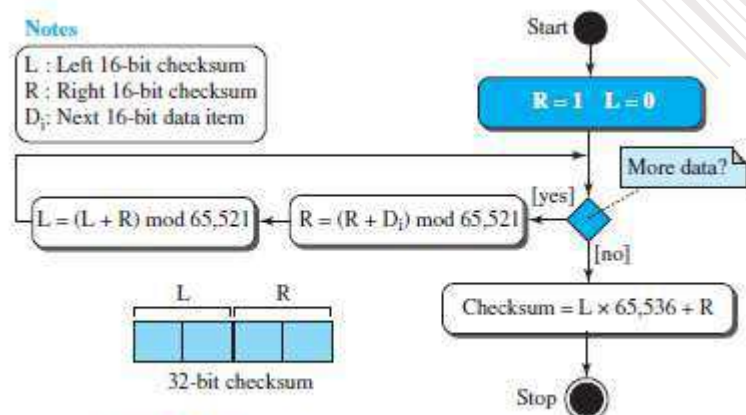 Notes
L : Left 16-bit checksum
R : Right 16-bit checksum
Di: Next 16-bit data item
Start
R = 1 L = 0
More data?
[yes]
L = (L + R) mod 65,521
R = (R + Di) mod 65,521
[no]
L R
Checksum = L × 65,536 + R
32-bit checksum
Stop